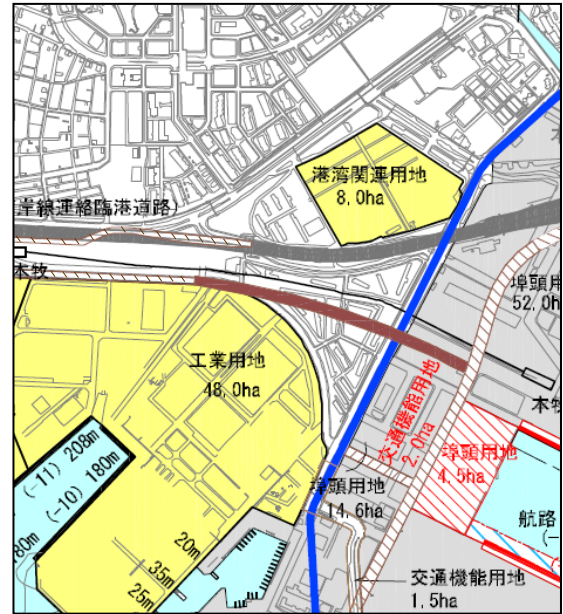 港湾関連用地
8.0ha
岸線連絡臨港道路)
本牧
埠頭用
52.0h
工業用地
48.0ha
交通機能用地
2.0ha
本
埠頭用地
4.5ha
(-11) 208m
(-10) 180m
80m
埠頭用地
14.6ha
航路
(-
20m
35m
25m
交通機能用地
1.5ha